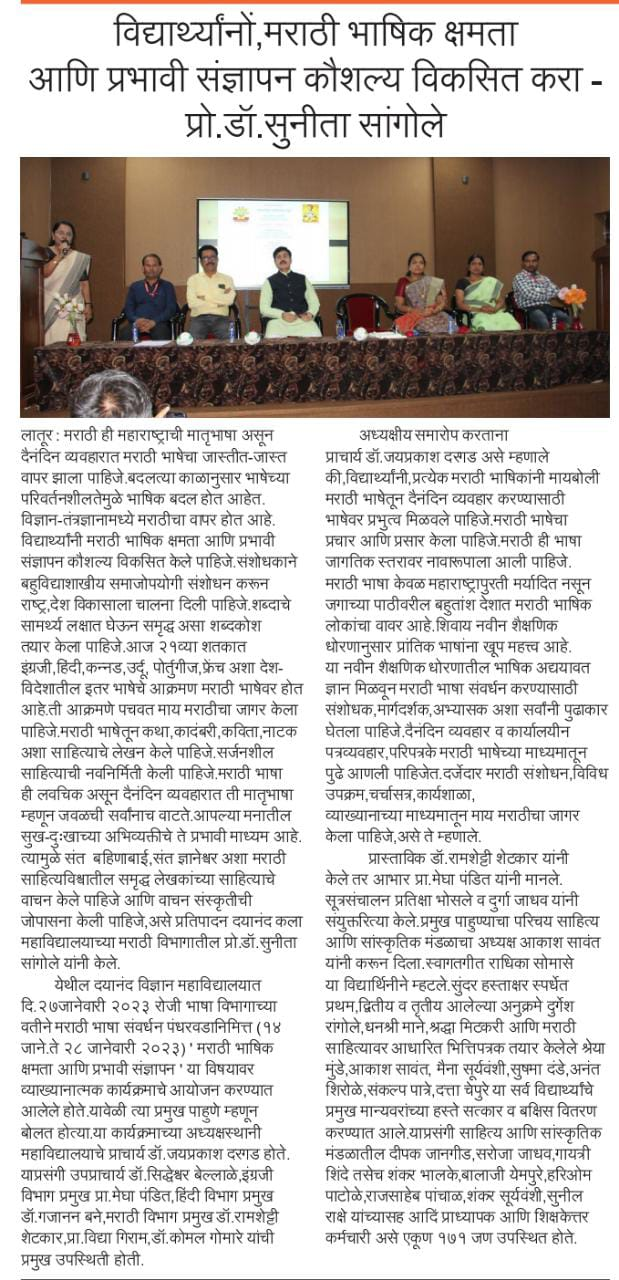 विद्यार्थ्यांनों,मराठी भाषिक क्षमता
आणि प्रभावी संज्ञापन कौशल्य विकसित करा -
प्रो.डॉ.सुनीता सांगोले
लातूर : मराठी ही महाराष्ट्राची मातृभाषा असून
दैनंदिन व्यवहारात मराठी भाषेचा जास्तीत-जास्त
वापर झाला पाहिजे.बदलत्या काळानुसार भाषेच्या
परिवर्तनशीलतेमुळे भाषिक बदल होत आहेत.
विज्ञान-तंत्रज्ञानामध्ये मराठीचा वापर होत आहे.
विद्यार्थ्यांनी मराठी भाषिक क्षमता आणि प्रभावी
संज्ञापन कौशल्य विकसित केले पाहिजे.संशोधकाने
बहुविद्याशाखीय समाजोपयोगी संशोधन करून
राष्ट्र,देश विकासाला चालना दिली पाहिजे.शब्दाचे
सामर्थ्य लक्षात घेऊन समृद्ध असा शब्दकोश
तयार केला पाहिजे.आज २१व्या शतकात
इंग्रजी,हिंदी,कन्नड,उर्दू, पोर्तुगीज,फ्रेंच अशा देश-
विदेशातील इतर भाषेचे आक्रमण मराठी भाषेवर होत
आहे.ती आक्रमणे पचवत माय मराठीचा जागर केला
पाहिजे.मराठी भाषेतून कथा,कादंबरी,कविता,नाटक
अशा साहित्याचे लेखन केले पाहिजे.सर्जनशील
साहित्याची नवनिर्मिती केली पाहिजे.मराठी भाषा
ही लवचिक असून दैनंदिन व्यवहारात ती मातृभाषा
म्हणून जवळची सर्वांनाच वाटते.आपल्या मनातील
सुख-दुःखाच्या अभिव्यक्तीचे ते प्रभावी माध्यम आहे.
त्यामुळे संत बहिणाबाई,संत ज्ञानेश्वर अशा मराठी
साहित्यविश्वातील समृद्ध लेखकांच्या साहित्याचे
वाचन केले पाहिजे आणि वाचन संस्कृतीची
जोपासना केली पाहिजे,असे प्रतिपादन दयानंद कला
महाविद्यालयाच्या मराठी विभागातील प्रो.डॉ.सुनीता
सांगोले यांनी केले.
येथील दयानंद विज्ञान महाविद्यालयात
दि.२७जानेवारी २०२३ रोजी भाषा विभागाच्या
वतीने मराठी भाषा संवर्धन पंधरवडानिमित्त (१४
जाने.ते २८ जानेवारी २०२३) ' मराठी भाषिक
क्षमता आणि प्रभावी संज्ञापन ' या विषयावर
व्याख्यानात्मक कार्यक्रमाचे आयोजन करण्यात
आलेले होते.यावेळी त्या प्रमुख पाहुणे म्हणून
बोलत होत्या.या कार्यक्रमाच्या अध्यक्षस्थानी
महाविद्यालयाचे प्राचार्य डॉ.जयप्रकाश दरगड होते.
याप्रसंगी उपप्राचार्य डॉ.सिद्धेश्वर बेल्लाळे,इंग्रजी
विभाग प्रमुख प्रा.मेघा पंडित,हिंदी विभाग प्रमुख
डॉ.गजानन बने,मराठी विभाग प्रमुख डॉ.रामशेट्टी
शेटकार,प्रा.विद्या गिराम,डॉ.कोमल गोमारे यांची
प्रमुख उपस्थिती होती.
अध्यक्षीय समारोप करताना
प्राचार्य डॉ.जयप्रकाश दरगड असे म्हणाले
की,विद्यार्थ्यांनी,प्रत्येक मराठी भाषिकांनी मायबोली
मराठी भाषेतून दैनंदिन व्यवहार करण्यासाठी
भाषेवर प्रभुत्व मिळवले पाहिजे.मराठी भाषेचा
प्रचार आणि प्रसार केला पाहिजे.मराठी ही भाषा
जागतिक स्तरावर नावारूपाला आली पाहिजे.
मराठी भाषा केवळ महाराष्ट्रापुरती मर्यादित नसून
जगाच्या पाठीवरील बहुतांश देशात मराठी भाषिक
लोकांचा वावर आहे.शिवाय नवीन शैक्षणिक
धोरणानुसार प्रांतिक भाषांना खूप महत्त्व आहे.
या नवीन शैक्षणिक धोरणातील भाषिक अद्ययावत
ज्ञान मिळवून मराठी भाषा संवर्धन करण्यासाठी
संशोधक,मार्गदर्शक,अभ्यासक अशा सर्वांनी पुढाकार
घेतला पाहिजे.दैनंदिन व्यवहार व कार्यालयीन
पत्रव्यवहार,परिपत्रके मराठी भाषेच्या माध्यमातून
पुढे आणली पाहिजेत.दर्जेदार मराठी संशोधन,विविध
उपक्रम,चर्चासत्र,कार्यशाळा,
व्याख्यानाच्या माध्यमातून माय मराठीचा जागर
केला पाहिजे,असे ते म्हणाले.
प्रास्ताविक डॉ.रामशेट्टी शेटकार यांनी
केले तर आभार प्रा.मेघा पंडित यांनी मानले.
सूत्रसंचालन प्रतिक्षा भोसले व दुर्गा जाधव यांनी
संयुक्तरित्या केले.प्रमुख पाहुण्याचा परिचय साहित्य
आणि सांस्कृतिक मंडळाचा अध्यक्ष आकाश सावंत
यांनी करून दिला.स्वागतगीत राधिका सोमासे
या विद्यार्थिनीने म्हटले.सुंदर हस्ताक्षर स्पर्धेत
प्रथम,द्वितीय व तृतीय आलेल्या अनुक्रमे दुर्गेश
रांगोले,धनश्री माने,श्रद्धा मिटकरी आणि मराठी
साहित्यावर आधारित भित्तिपत्रक तयार केलेले श्रेया
मुंडे,आकाश सावंत, मैना सूर्यवंशी,सुषमा दंडे,अनंत
शिरोळे,संकल्प पात्रे,दत्ता चेपुरे या सर्व विद्यार्थ्यांचे
प्रमुख मान्यवरांच्या हस्ते सत्कार व बक्षिस वितरण
करण्यात आले.याप्रसंगी साहित्य आणि सांस्कृतिक
मंडळातील दीपक जानगीड,सरोजा जाधव,गायत्री
शिंदे तसेच शंकर भालके,बालाजी येमपुरे,हरिओम
पाटोळे,राजसाहेब पांचाळ,शंकर सूर्यवंशी,सुनील
राक्षे यांच्यासह आदिं प्राध्यापक आणि शिक्षकेत्तर
कर्मचारी असे एकूण १७१ जण उपस्थित होते.